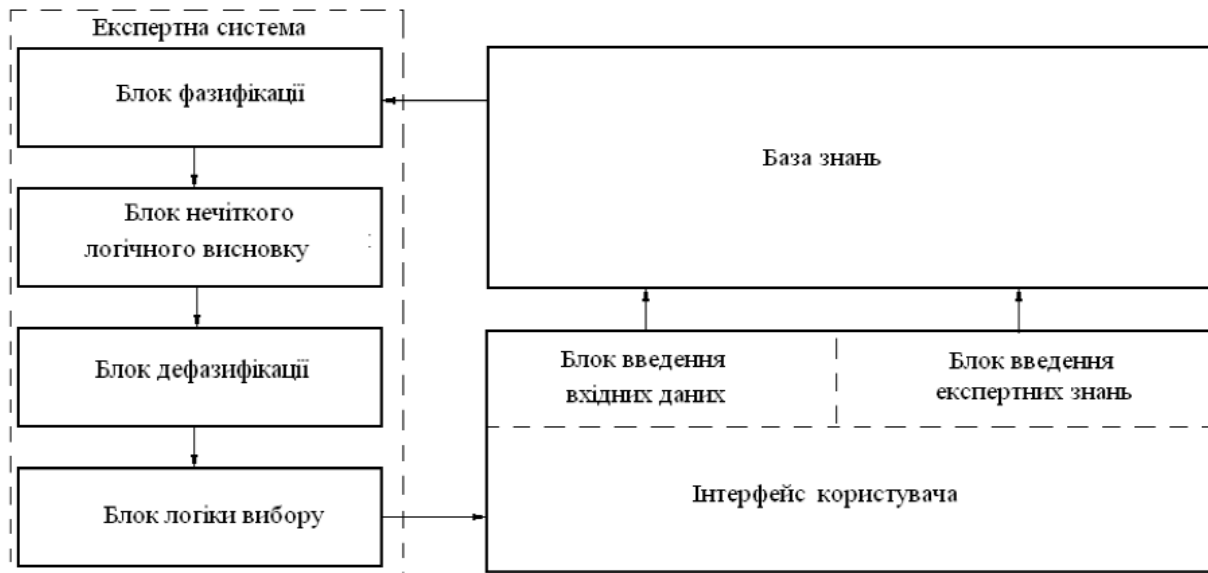 Експертна система
Блок фазифікації
Блок нечіткого
логічного висновку
Блок дефазифікації
Блок логіки вибору
База знань
Блок введення
вхідних даних
Блок введення
експертних знань
Інтерфейс користувача